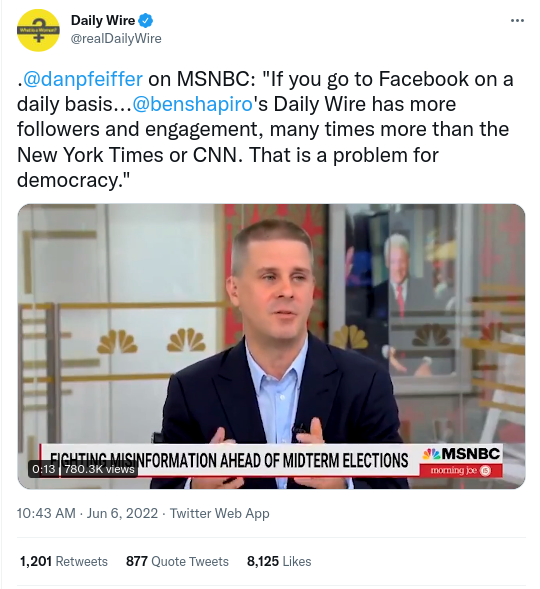 What is a Woman?
Daily Wire
@realDailyWire
.@danpfeiffer on MSNBC: "If you go to Facebook on a
daily basis...@benshapiro's Daily Wire has more
followers and engagement, many times more than the
New York Times or CNN. That is a problem for
democracy."
FIGHTING MISINFORMATION AHEAD OF MIDTERM ELECTIONS
MSNBC
morning joe
0:13 780.3K views
10:43 AM · Jun 6, 2022 · Twitter Web App
1,201 Retweets 877 Quote Tweets 8,125 Likes